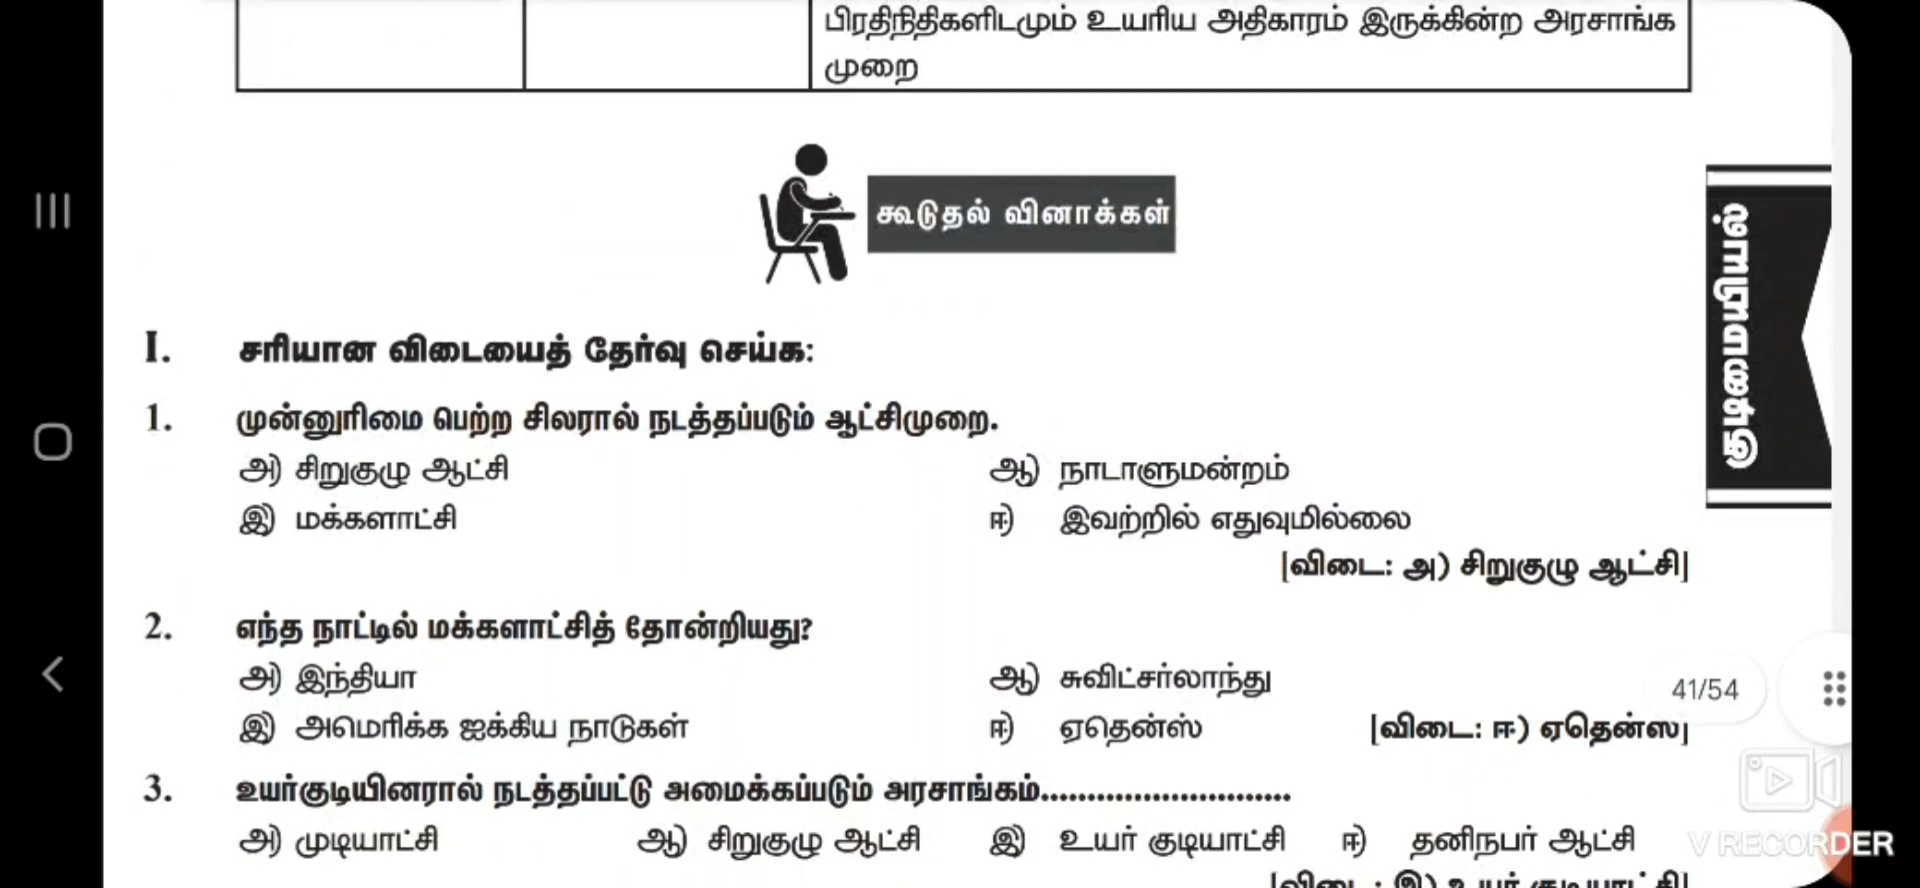 பிரதிநிதிகளிடமும் உயரிய அதிகாரம் இருக்கின்ற அரசாங்க
முறை
கூடுதல் வினாக்கள்
குடிமையியல்
I. சரியான விடையைத் தேர்வு செய்க:
1. முன்னுரிமை பெற்ற சிலரால் நடத்தப்படும் ஆட்சிமுறை.
அ) சிறுகுழு ஆட்சி ஆ) நாடாளுமன்றம்
இ) மக்களாட்சி ஈ) இவற்றில் எதுவுமில்லை
[விடை: அ) சிறுகுழு ஆட்சி]
2. எந்த நாட்டில் மக்களாட்சித் தோன்றியது?
அ) இந்தியா ஆ) சுவிட்சர்லாந்து
41/54
இ) அமெரிக்க ஐக்கிய நாடுகள் ஈ) ஏதென்ஸ் [விடை: ஈ) ஏதென்ஸ்]
3. உயர்குடியினரால் நடத்தப்பட்டு அமைக்கப்படும் அரசாங்கம்...........................
அ) முடியாட்சி ஆ) சிறுகுழு ஆட்சி இ) உயர் குடியாட்சி ஈ) தனிநபர் ஆட்சி
V RECORDER
[விடை: இ) உயர் குடியாட்சி]